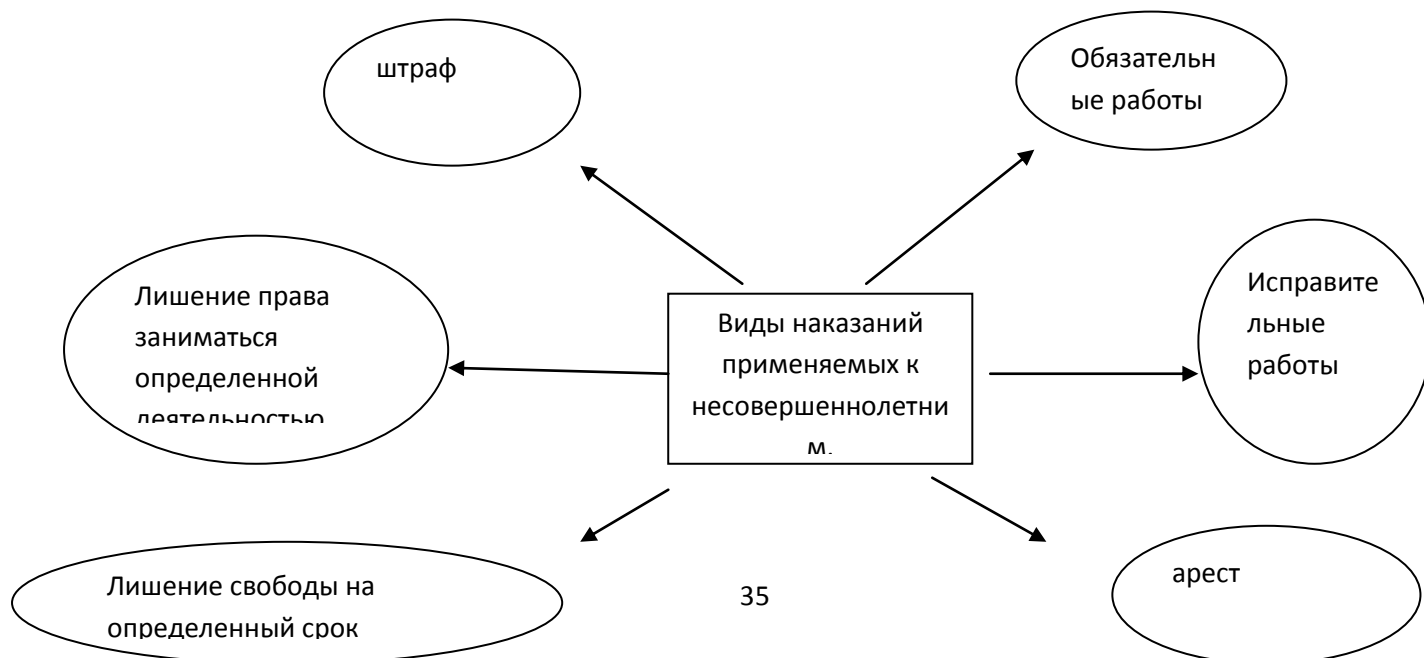 штраф
Обязательн
ые работы
Лишение права
заниматься
определенной
деятельностью
Виды наказаний
применяемых к
несовершеннолетни
м.
Исправите
льные
работы
Лишение свободы на
определенный срок
35
арест